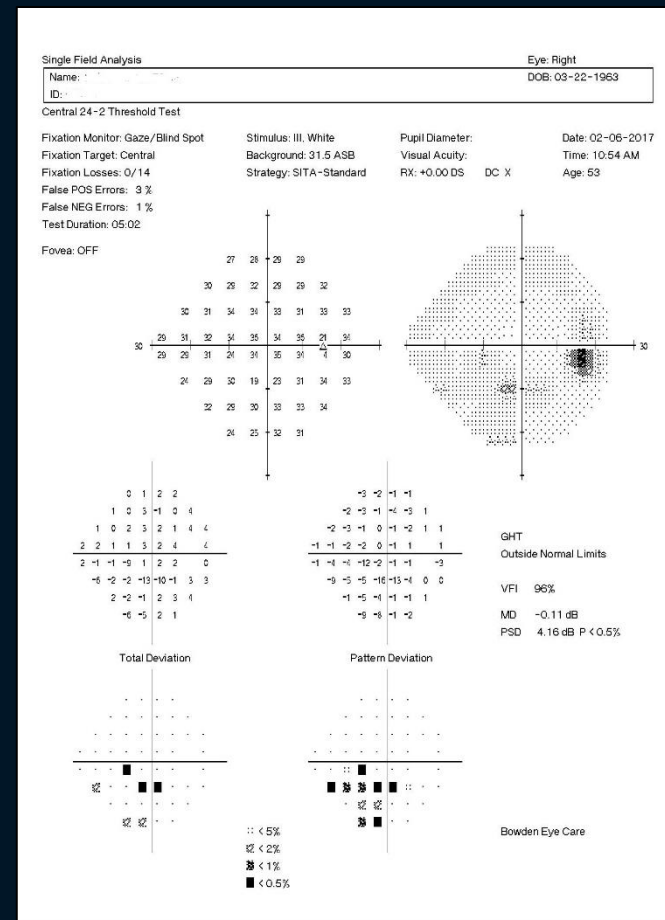 Single Field Analysis Eye: Right
Name: DOB: 03-22-1963
ID:
Central 24-2 Threshold Test
Fixation Monitor: Gaze/Blind Spot Stimulus: III, White Pupil Diameter: Date: 02-06-2017
Fixation Target: Central Background: 31.5 ASB Visual Acuity: Time: 10:54 AM
Fixation Losses: 0/14 Strategy: SITA-Standard RX: +0.00 DS DC X Age: 53
False POS Errors: 3 %
False NEG Errors: 1 %
Test Duration: 05:02
Fovea: OFF
27 28 29 29
30 29 32 29 29 32
30 31 34 34 33 31 33 33
29 31 32 34 35 34 35 21 34
30 30
29 29 31 24 34 35 34 4 30
24 29 30 19 23 31 34 33
32 29 30 33 33 34
24 25 32 31
0 1 2 2
1 0 3 -1 0 4
1 0 2 3 2 1 4 4
2 2 1 1 3 2 4 4
2 -1 -1 -9 1 2 2 0
-6 -2 -2 -13 -10 -1 3 3
2 -2 -1 2 3 4
-6 -5 2 1
Total Deviation
-3 -2 -1 -1
-2 -3 -1 -4 -3 1
-2 -3 -1 0 -1 -2 1 1
-1 -1 -2 -2 0 -1 1 1
-1 -4 -4 -12 -2 -1 -1 -3
-9 -5 -5 -16 -13 -4 0 0
-1 -5 -4 -1 -1 1
-9 -8 -1 -2
Pattern Deviation
GHT
Outside Normal Limits
VFI 96%
MD -0.11 dB
PSD 4.16 dB P < 0.5%
< 5%
< 2%
< 1%
< 0.5%
Bowden Eye Care